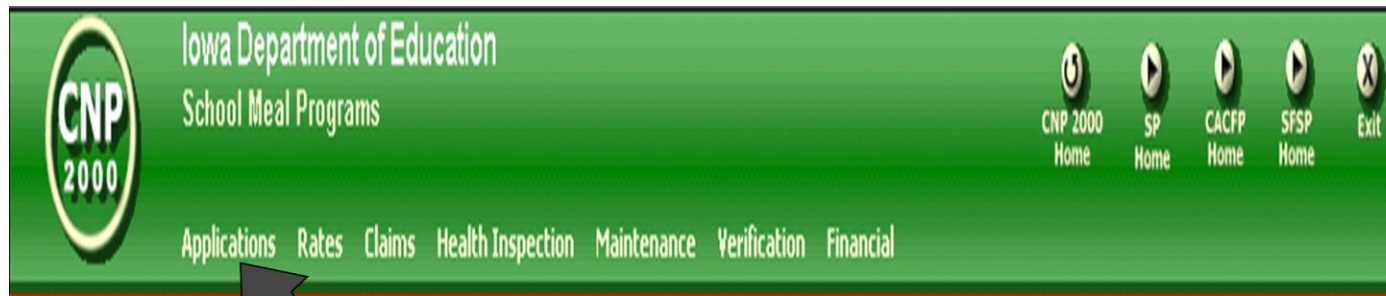 CNP
2000
Iowa Department of Education
School Meal Programs
CNP 2000
Home
SP
Home
CACFP
Home
SFSP
Home
Exit
Applications Rates Claims Health Inspection Maintenance Verification Financial